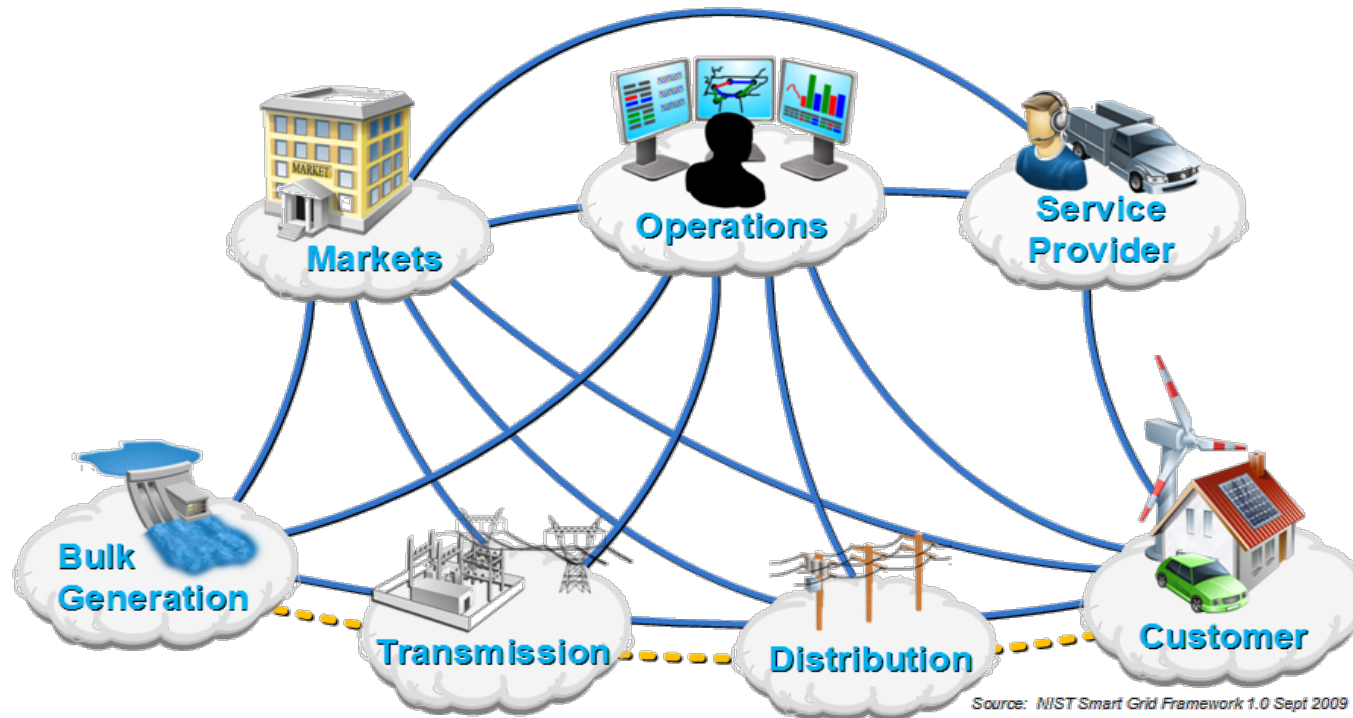 MARKET
Markets
Operations
Service
Provider
Bulk
Generation
Transmission
Distribution
Customer
Source: NIST Smart Grid Framework 1.0 Sept 2009